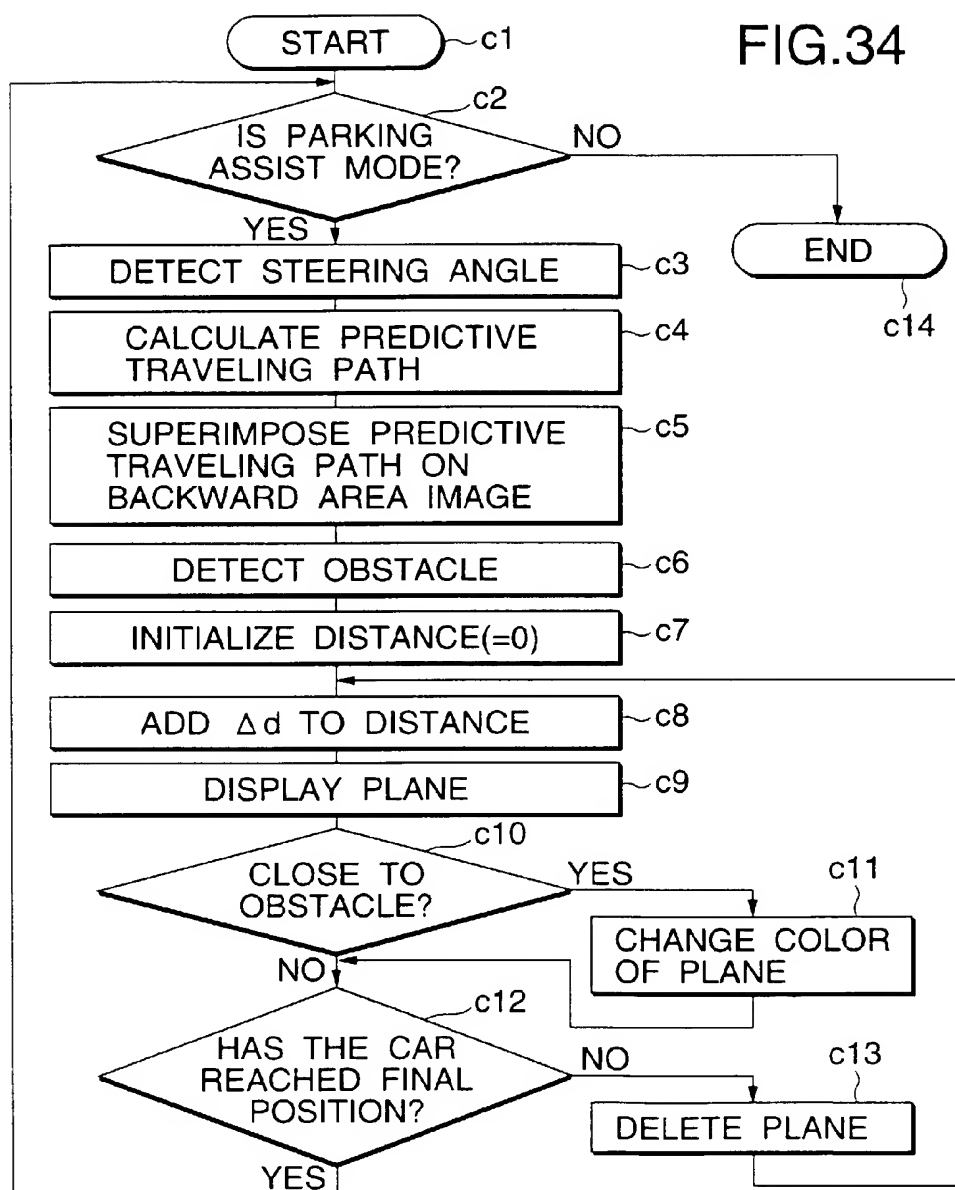 FIG.34
START
c1
c2
IS PARKING
ASSIST MODE?
NO
YES
END
c14
DETECT STEERING ANGLE
c3
CALCULATE PREDICTIVE
TRAVELING PATH
c4
SUPERIMPOSE PREDICTIVE
TRAVELING PATH ON
BACKWARD AREA IMAGE
c5
DETECT OBSTACLE
c6
INITIALIZE DISTANCE(=0)
c7
ADD Δd TO DISTANCE
c8
DISPLAY PLANE
c9
c10
CLOSE TO
OBSTACLE?
YES
c11
CHANGE COLOR
OF PLANE
NO
c12
HAS THE CAR
REACHED FINAL
POSITION?
NO
c13
DELETE PLANE
YES